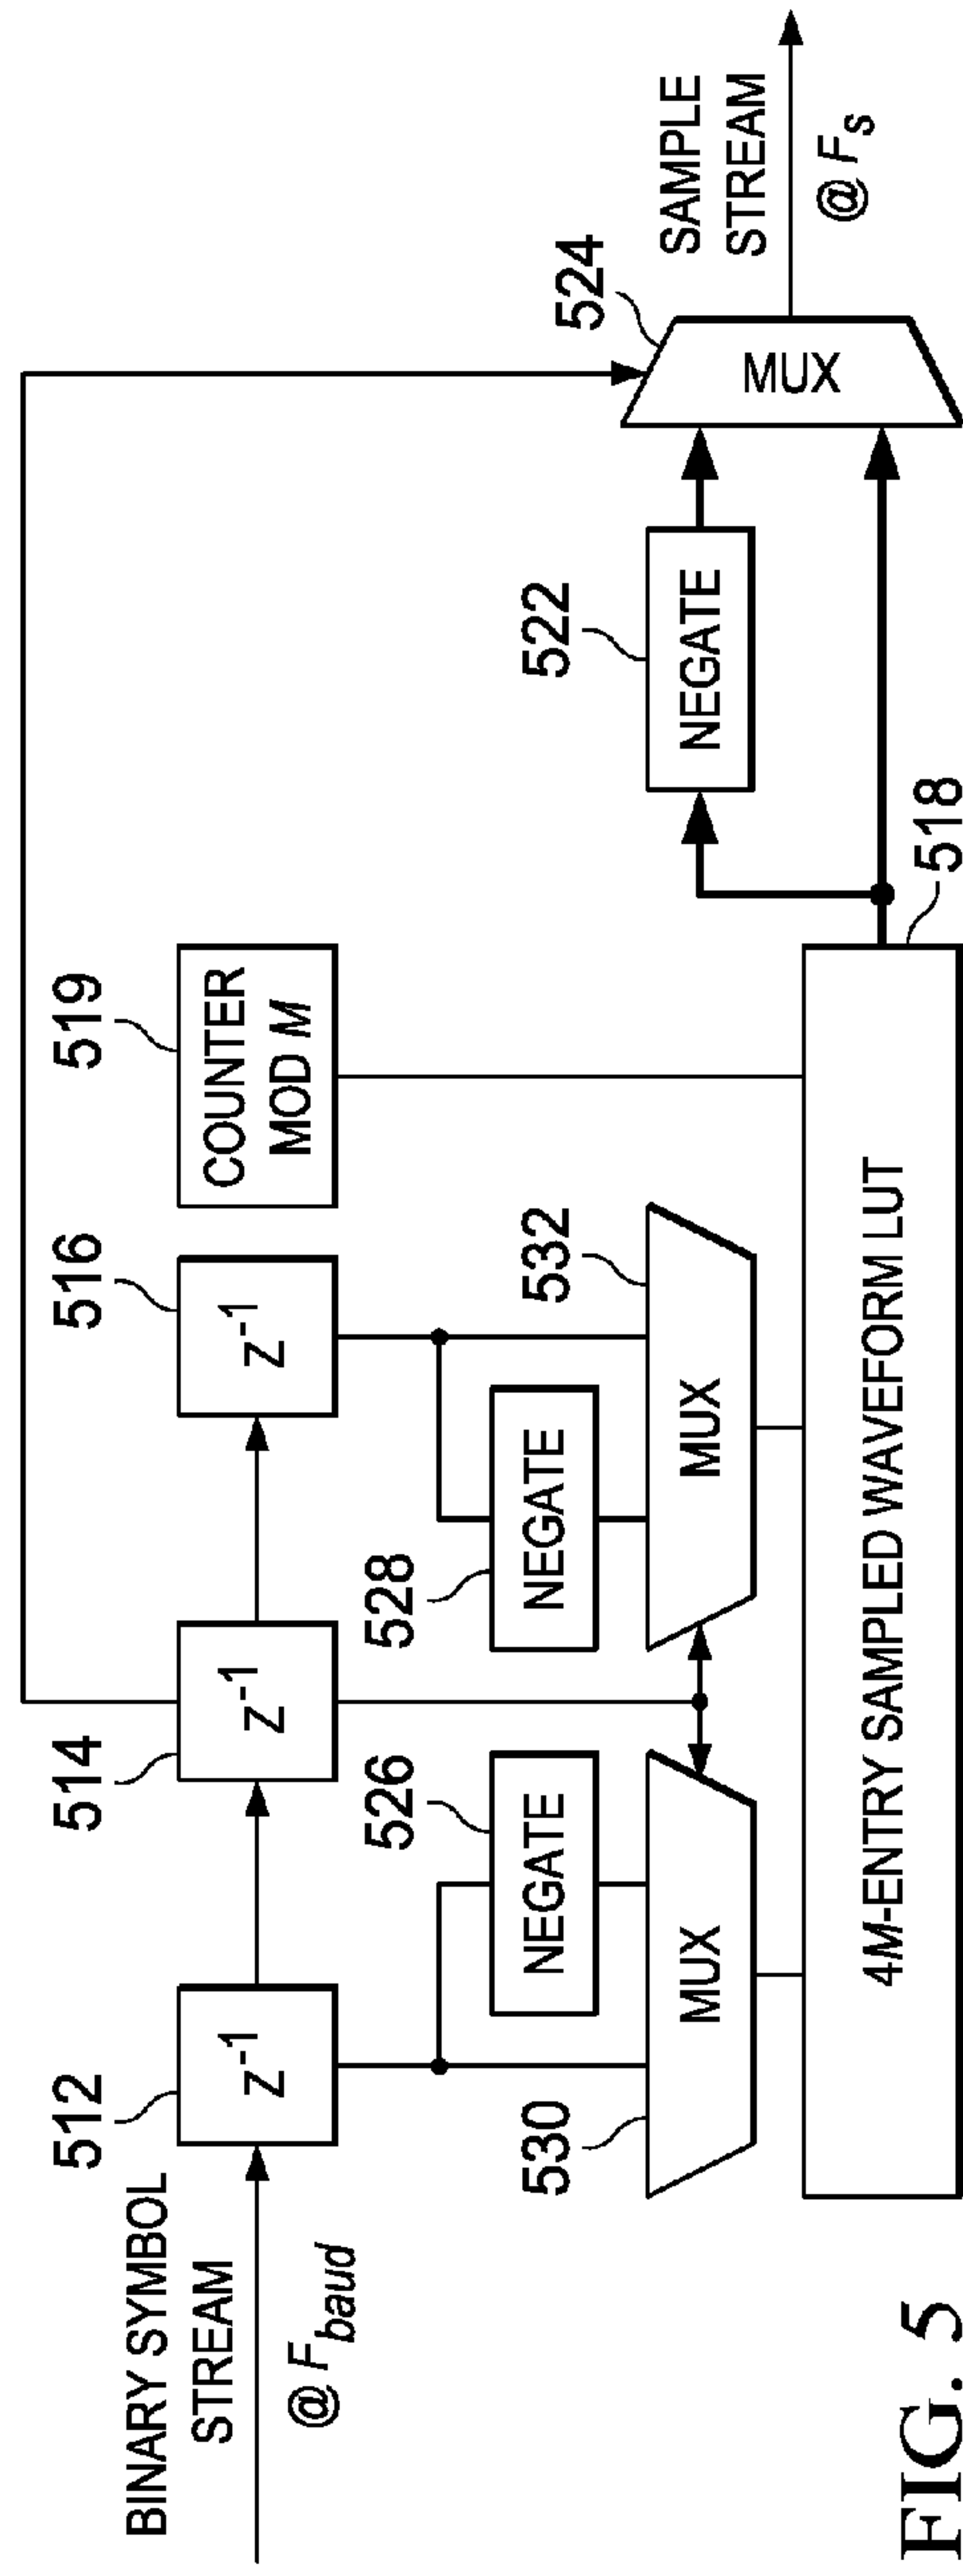 BINARY SYMBOL
STREAM
@ Fbaud
512
Z-1
514
Z-1
516
Z-1
519
COUNTER
MOD M
526
NEGATE
528
NEGATE
530
MUX
532
MUX
4M-ENTRY SAMPLED WAVEFORM LUT
518
522
NEGATE
524
MUX
SAMPLE
STREAM
@ Fs
FIG. 5